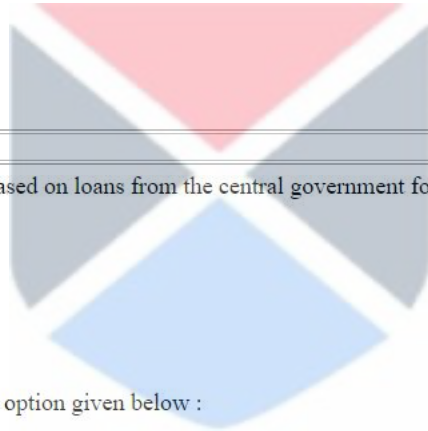 ased on loans from the central government fo
option given below :